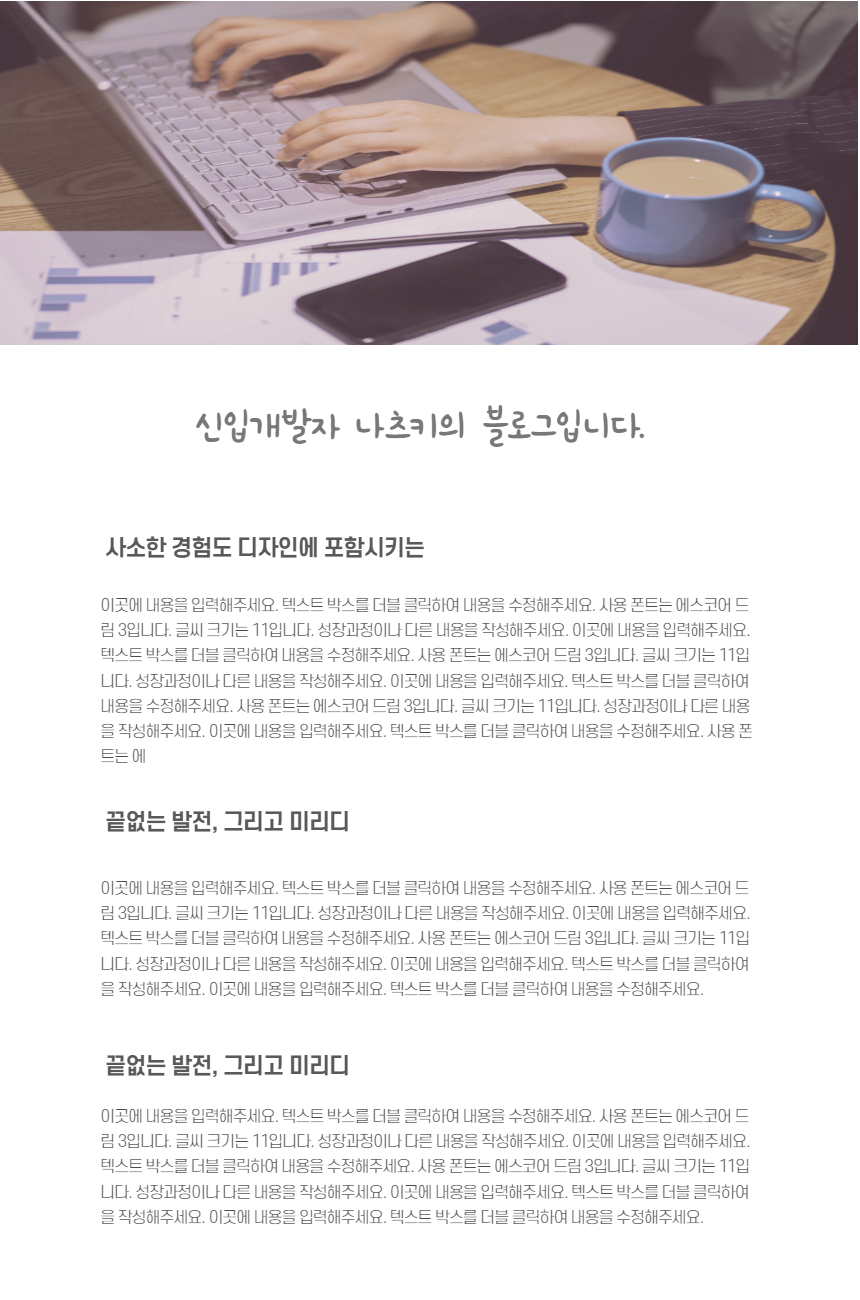 신입개발자 나츠키의 블로그입니다.
사소한 경험도 디자인에 포함시키는
이곳에 내용을 입력해주세요. 텍스트 박스를 더블 클릭하여 내용을 수정해주세요. 사용 폰트는 에스코어 드
림 3입니다. 글씨 크기는 11입니다. 성장과정이나 다른 내용을 작성해주세요. 이곳에 내용을 입력해주세요.
텍스트 박스를 더블 클릭하여 내용을 수정해주세요. 사용 폰트는 에스코어 드림 3입니다. 글씨 크기는 11입
니다. 성장과정이나 다른 내용을 작성해주세요. 이곳에 내용을 입력해주세요. 텍스트 박스를 더블 클릭하여
내용을 수정해주세요. 사용 폰트는 에스코어 드림 3입니다. 글씨 크기는 11입니다. 성장과정이나 다른 내용
을 작성해주세요. 이곳에 내용을 입력해주세요. 텍스트 박스를 더블 클릭하여 내용을 수정해주세요. 사용 폰
트는 에
끝없는 발전, 그리고 미리디
이곳에 내용을 입력해주세요. 텍스트 박스를 더블 클릭하여 내용을 수정해주세요. 사용 폰트는 에스코어 드
림 3입니다. 글씨 크기는 11입니다. 성장과정이나 다른 내용을 작성해주세요. 이곳에 내용을 입력해주세요.
텍스트 박스를 더블 클릭하여 내용을 수정해주세요. 사용 폰트는 에스코어 드림 3입니다. 글씨 크기는 11입
니다. 성장과정이나 다른 내용을 작성해주세요. 이곳에 내용을 입력해주세요. 텍스트 박스를 더블 클릭하여
을 작성해주세요. 이곳에 내용을 입력해주세요. 텍스트 박스를 더블 클릭하여 내용을 수정해주세요.
끝없는 발전, 그리고 미리디
이곳에 내용을 입력해주세요. 텍스트 박스를 더블 클릭하여 내용을 수정해주세요. 사용 폰트는 에스코어 드
림 3입니다. 글씨 크기는 11입니다. 성장과정이나 다른 내용을 작성해주세요. 이곳에 내용을 입력해주세요.
텍스트 박스를 더블 클릭하여 내용을 수정해주세요. 사용 폰트는 에스코어 드림 3입니다. 글씨 크기는 11입
니다. 성장과정이나 다른 내용을 작성해주세요. 이곳에 내용을 입력해주세요. 텍스트 박스를 더블 클릭하여
을 작성해주세요. 이곳에 내용을 입력해주세요. 텍스트 박스를 더블 클릭하여 내용을 수정해주세요.